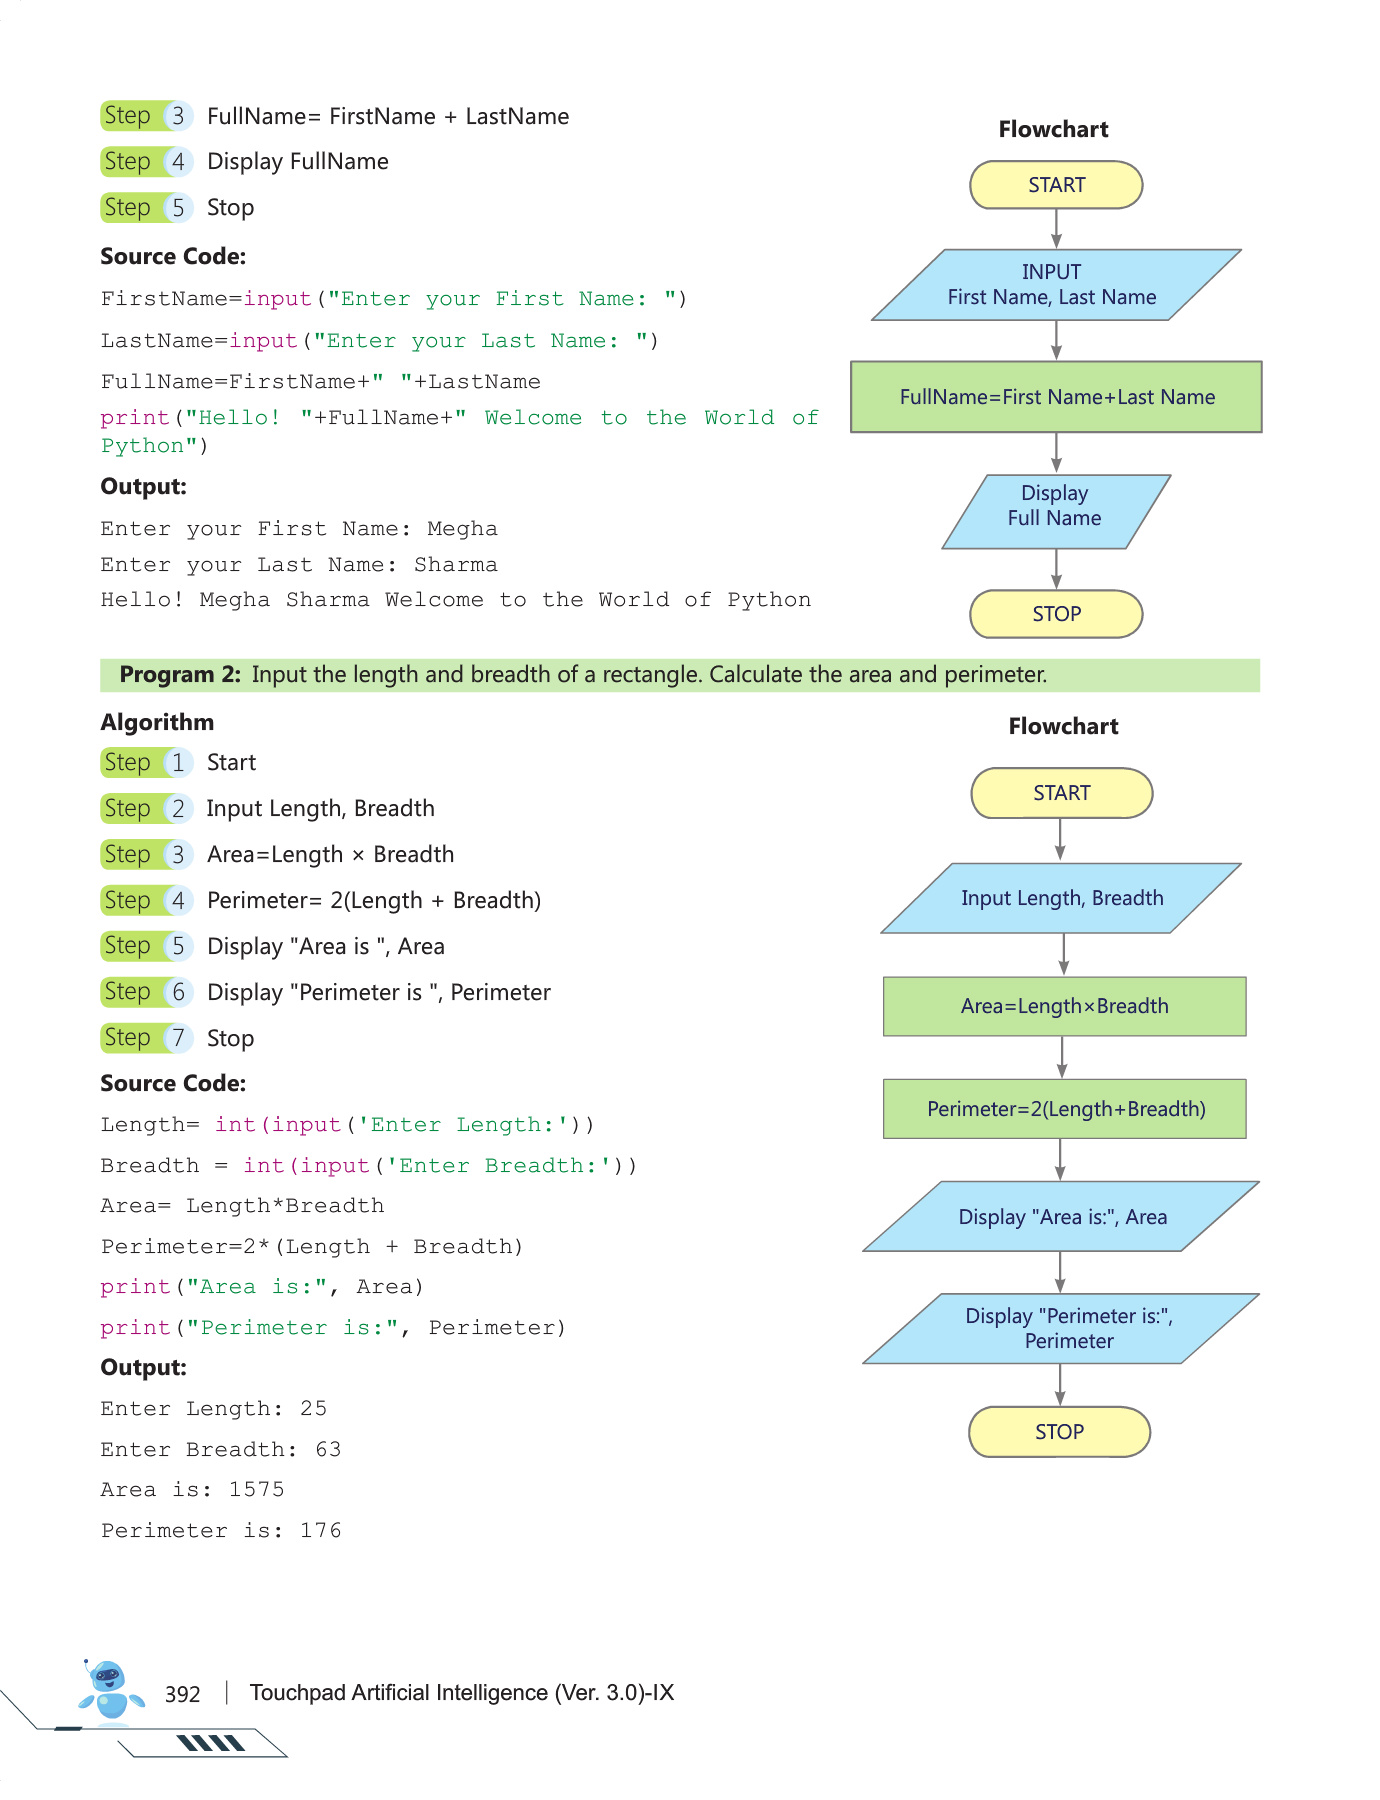 Step 3 FullName= FirstName + LastName
Step 4 Display FullName
Step 5 Stop
Source Code:
FirstName=input("Enter your First Name: ")
LastName=input("Enter your Last Name: ")
FullName=FirstName+" "+LastName
print("Hello! "+FullName+" Welcome to the World of
Python")
Output:
Enter your First Name: Megha
Enter your Last Name: Sharma
Hello! Megha Sharma Welcome to the World of Python
Flowchart
START
INPUT
First Name, Last Name
FullName=First Name+Last Name
Display
Full Name
STOP
Program 2: Input the length and breadth of a rectangle. Calculate the area and perimeter.
Algorithm
Step 1 Start
Step 2 Input Length, Breadth
Step 3 Area=Length × Breadth
Step 4 Perimeter= 2(Length + Breadth)
Step 5 Display "Area is ", Area
Step 6 Display "Perimeter is ", Perimeter
Step 7 Stop
Source Code:
Length= int(input('Enter Length:'))
Breadth = int(input('Enter Breadth:'))
Area= Length*Breadth
Perimeter=2*(Length + Breadth)
print("Area is:", Area)
print("Perimeter is:", Perimeter)
Output:
Enter Length: 25
Enter Breadth: 63
Area is: 1575
Perimeter is: 176
Flowchart
START
Input Length, Breadth
Area=Length×Breadth
Perimeter=2(Length+Breadth)
Display "Area is:", Area
Display "Perimeter is:",
Perimeter
STOP
392 | Touchpad Artificial Intelligence (Ver. 3.0)-IX